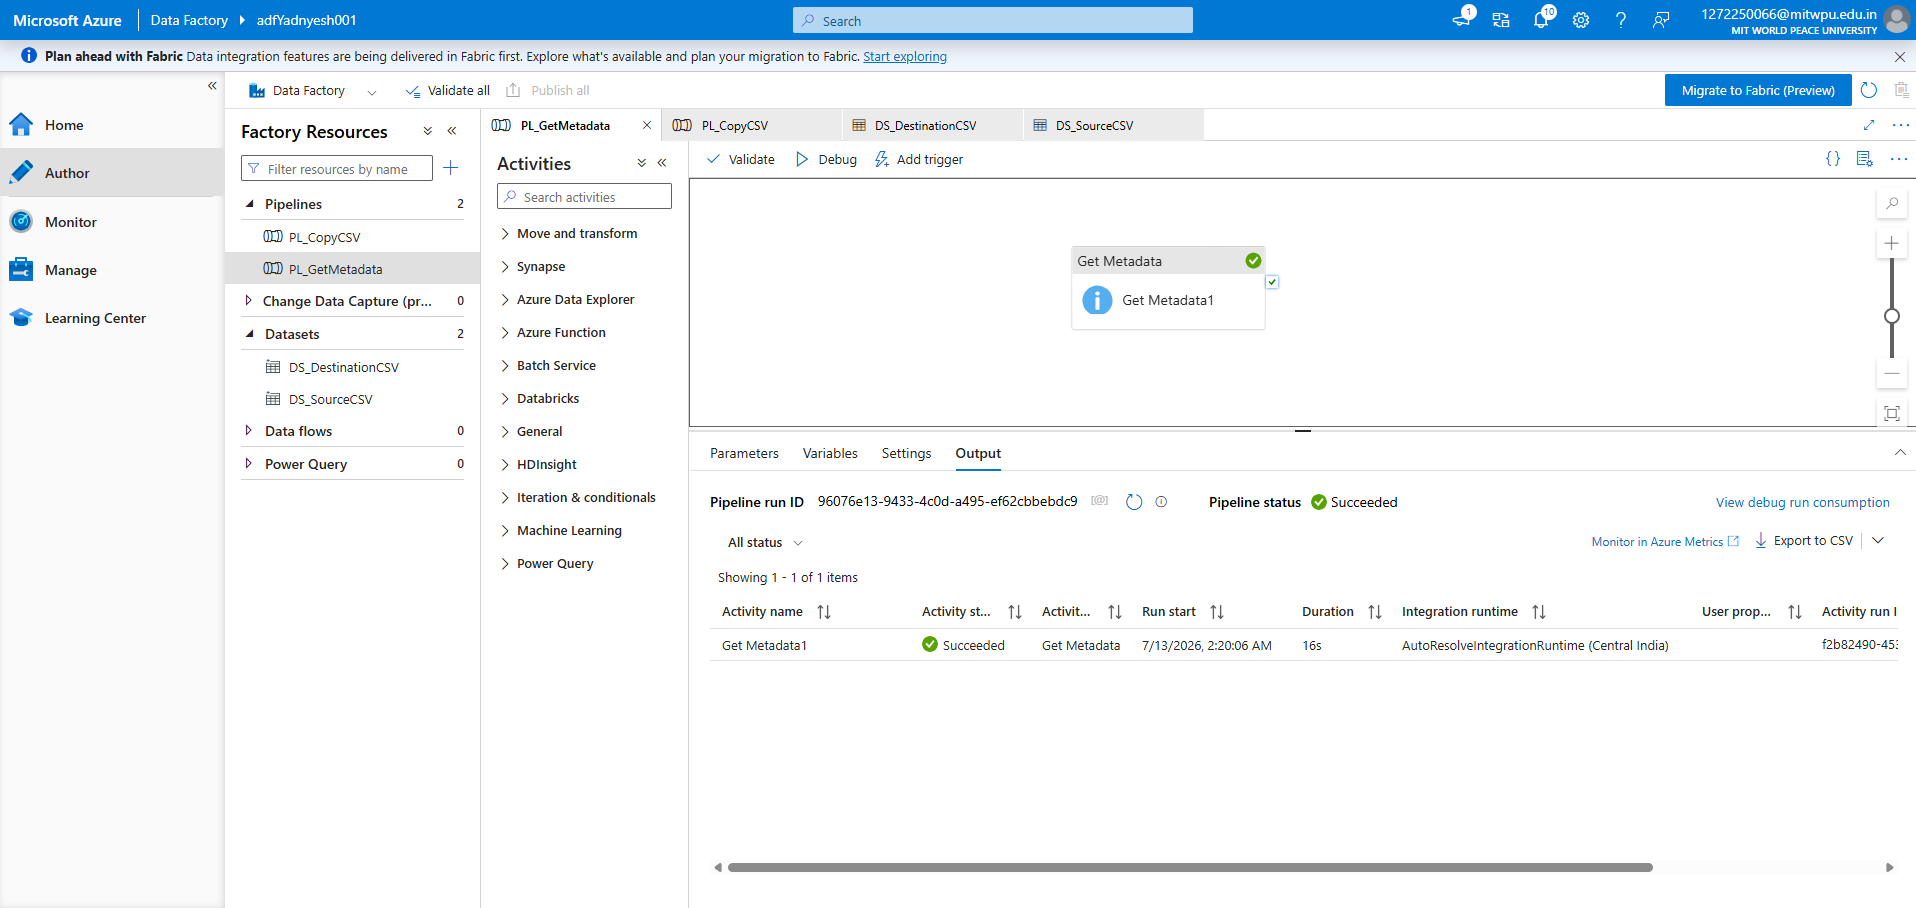 Microsoft Azure Data Factory adfYadnyesh001
Search
1
10
1272250066@mitwpu.edu.in
MIT WORLD PEACE UNIVERSITY
Plan ahead with Fabric Data integration features are being delivered in Fabric first. Explore what's available and plan your migration to Fabric. Start exploring
Home
Author
Monitor
Manage
Learning Center
Data Factory
Validate all
Publish all
Migrate to Fabric (Preview)
Factory Resources
Filter resources by name
Pipelines 2
PL_CopyCSV
PL_GetMetadata
Change Data Capture (pr... 0
Datasets 2
DS_DestinationCSV
DS_SourceCSV
Data flows 0
Power Query 0
PL_GetMetadata
PL_CopyCSV
DS_DestinationCSV
DS_SourceCSV
Activities
Search activities
Move and transform
Synapse
Azure Data Explorer
Azure Function
Batch Service
Databricks
General
HDInsight
Iteration & conditionals
Machine Learning
Power Query
Validate
Debug
Add trigger
Get Metadata
Get Metadata1
Parameters Variables Settings Output
Pipeline run ID 96076e13-9433-4c0d-a495-ef62cbbebdc9
Pipeline status Succeeded
View debug run consumption
All status
Monitor in Azure Metrics
Export to CSV
Showing 1 - 1 of 1 items
Activity name Activity st... Activit... Run start Duration Integration runtime User prop... Activity run I
Get Metadata1 Succeeded Get Metadata 7/13/2026, 2:20:06 AM 16s AutoResolveIntegrationRuntime (Central India) f2b82490-453